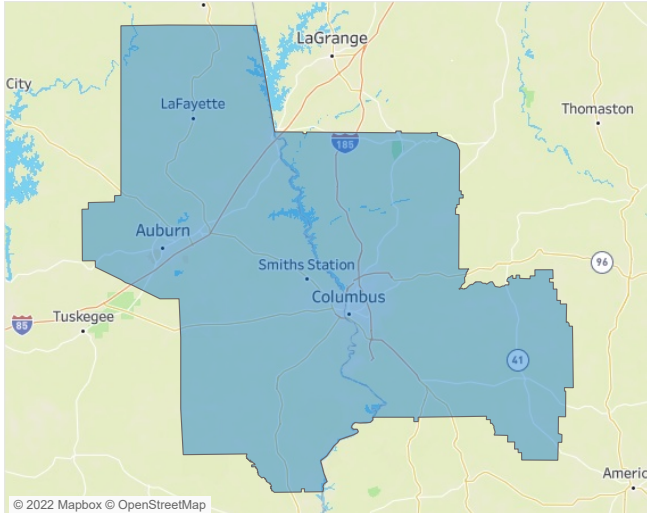 LaGrange
City
LaFayette
Thomaston
185
Auburn
96
Smiths Station
Columbus
85
Tuskegee
41
Americ
© 2022 Mapbox © OpenStreetMap